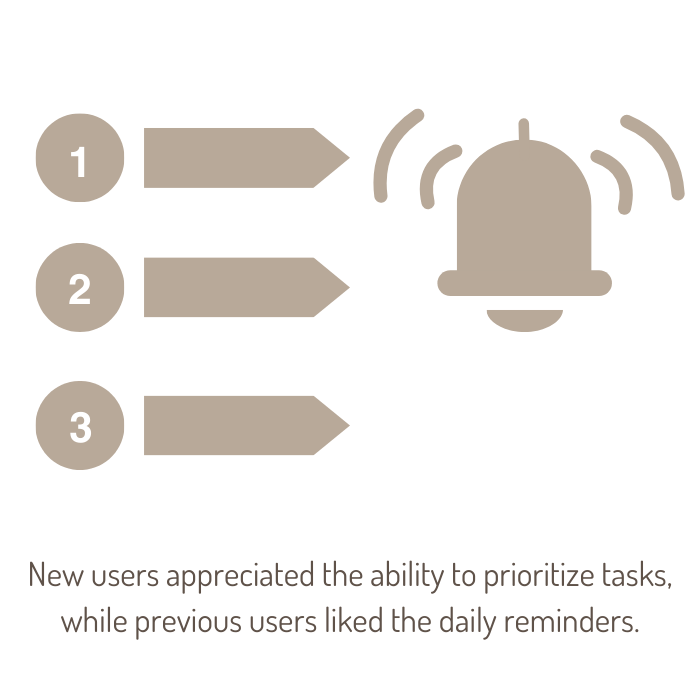 1
2
3
New users appreciated the ability to prioritize tasks,
while previous users liked the daily reminders.